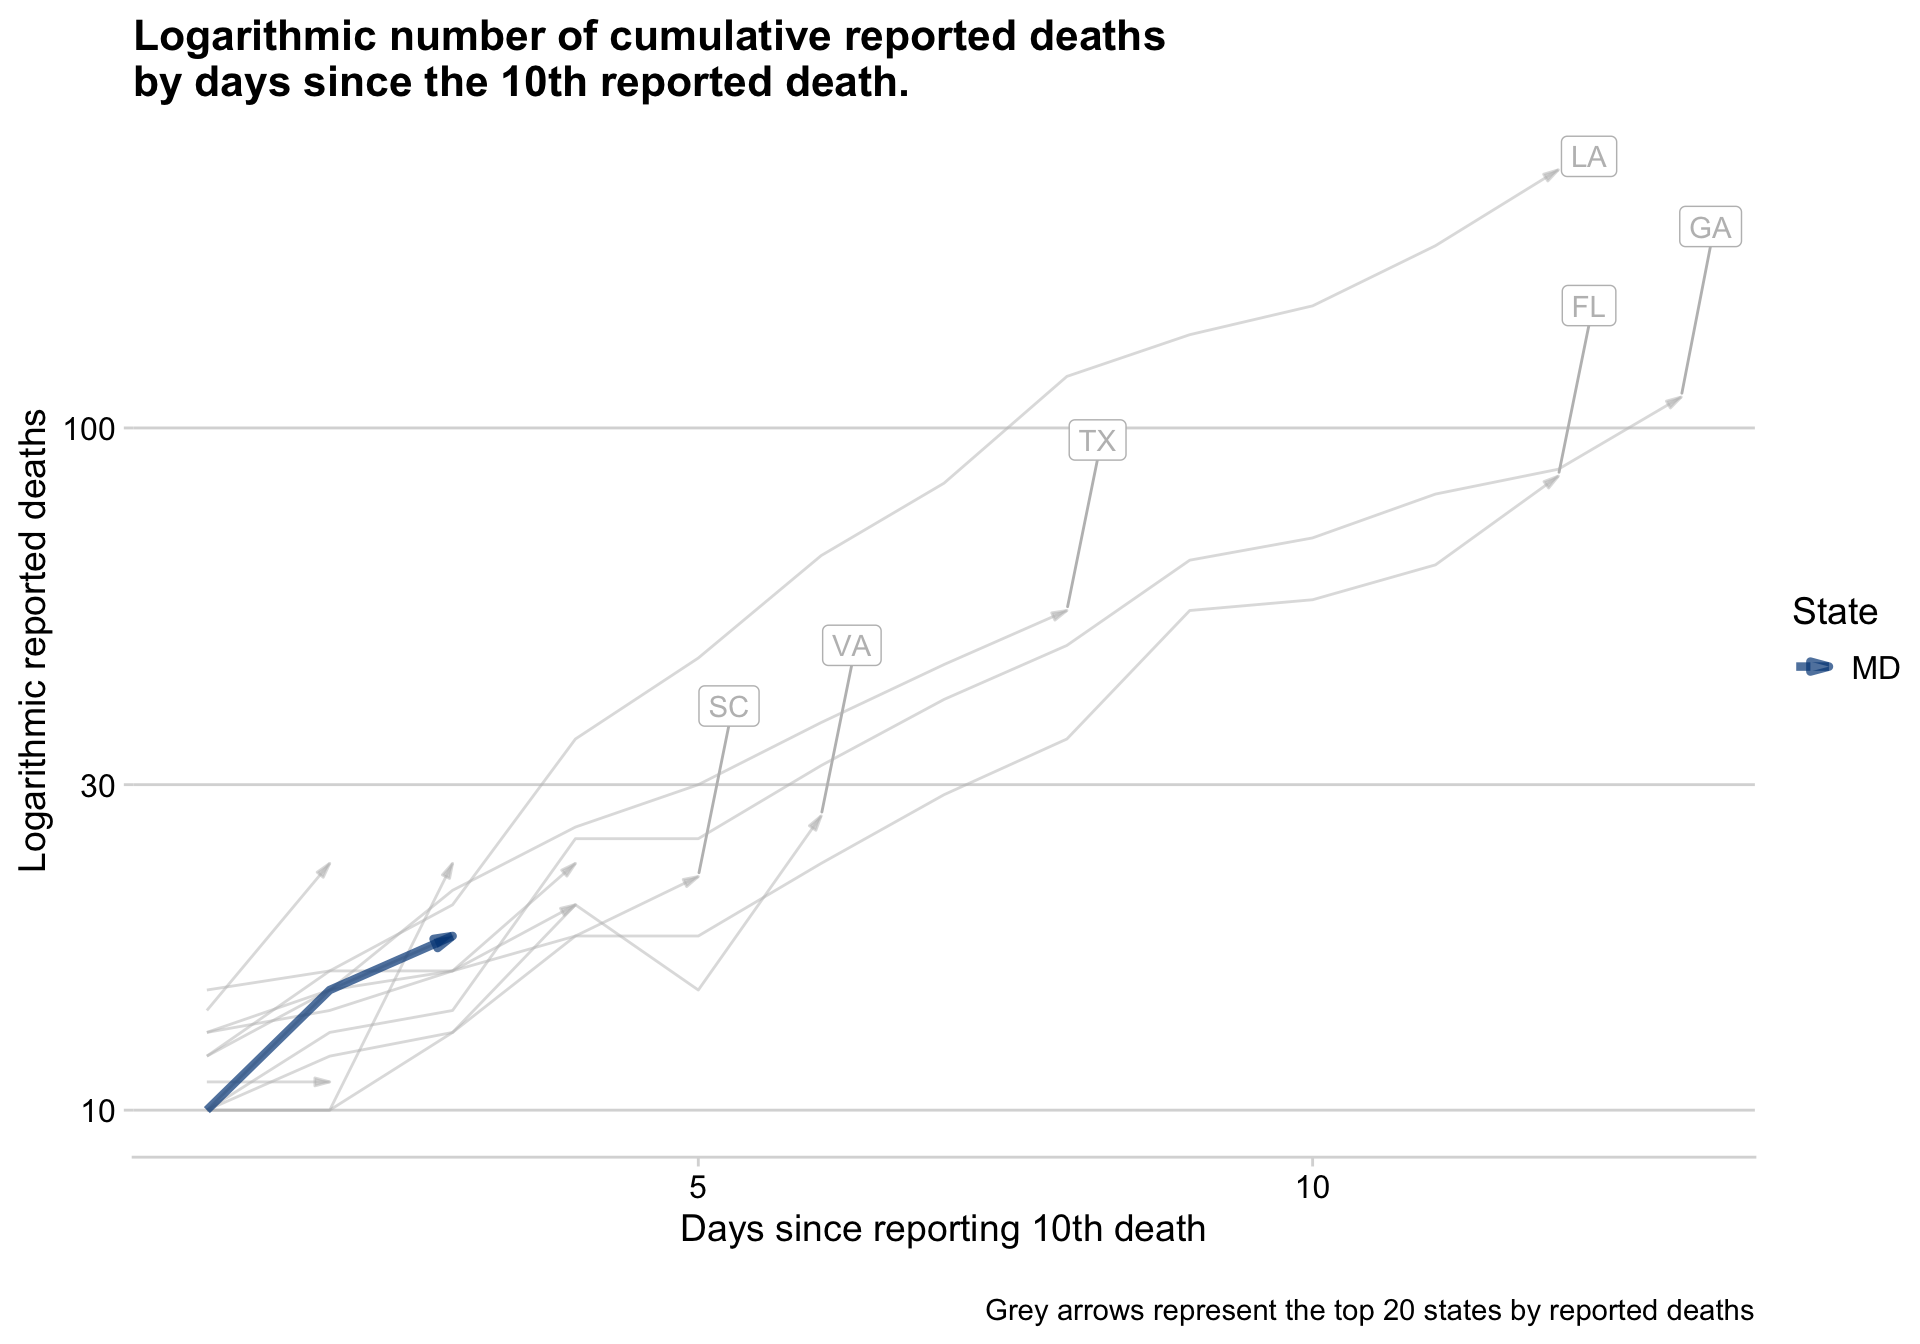 Logarithmic number of cumulative reported deaths
by days since the 10th reported death.
LA
GA
FL
100
TX
VA
SC
30
10
5
10
Logarithmic reported deaths
Days since reporting 10th death
State
MD
Grey arrows represent the top 20 states by reported deaths